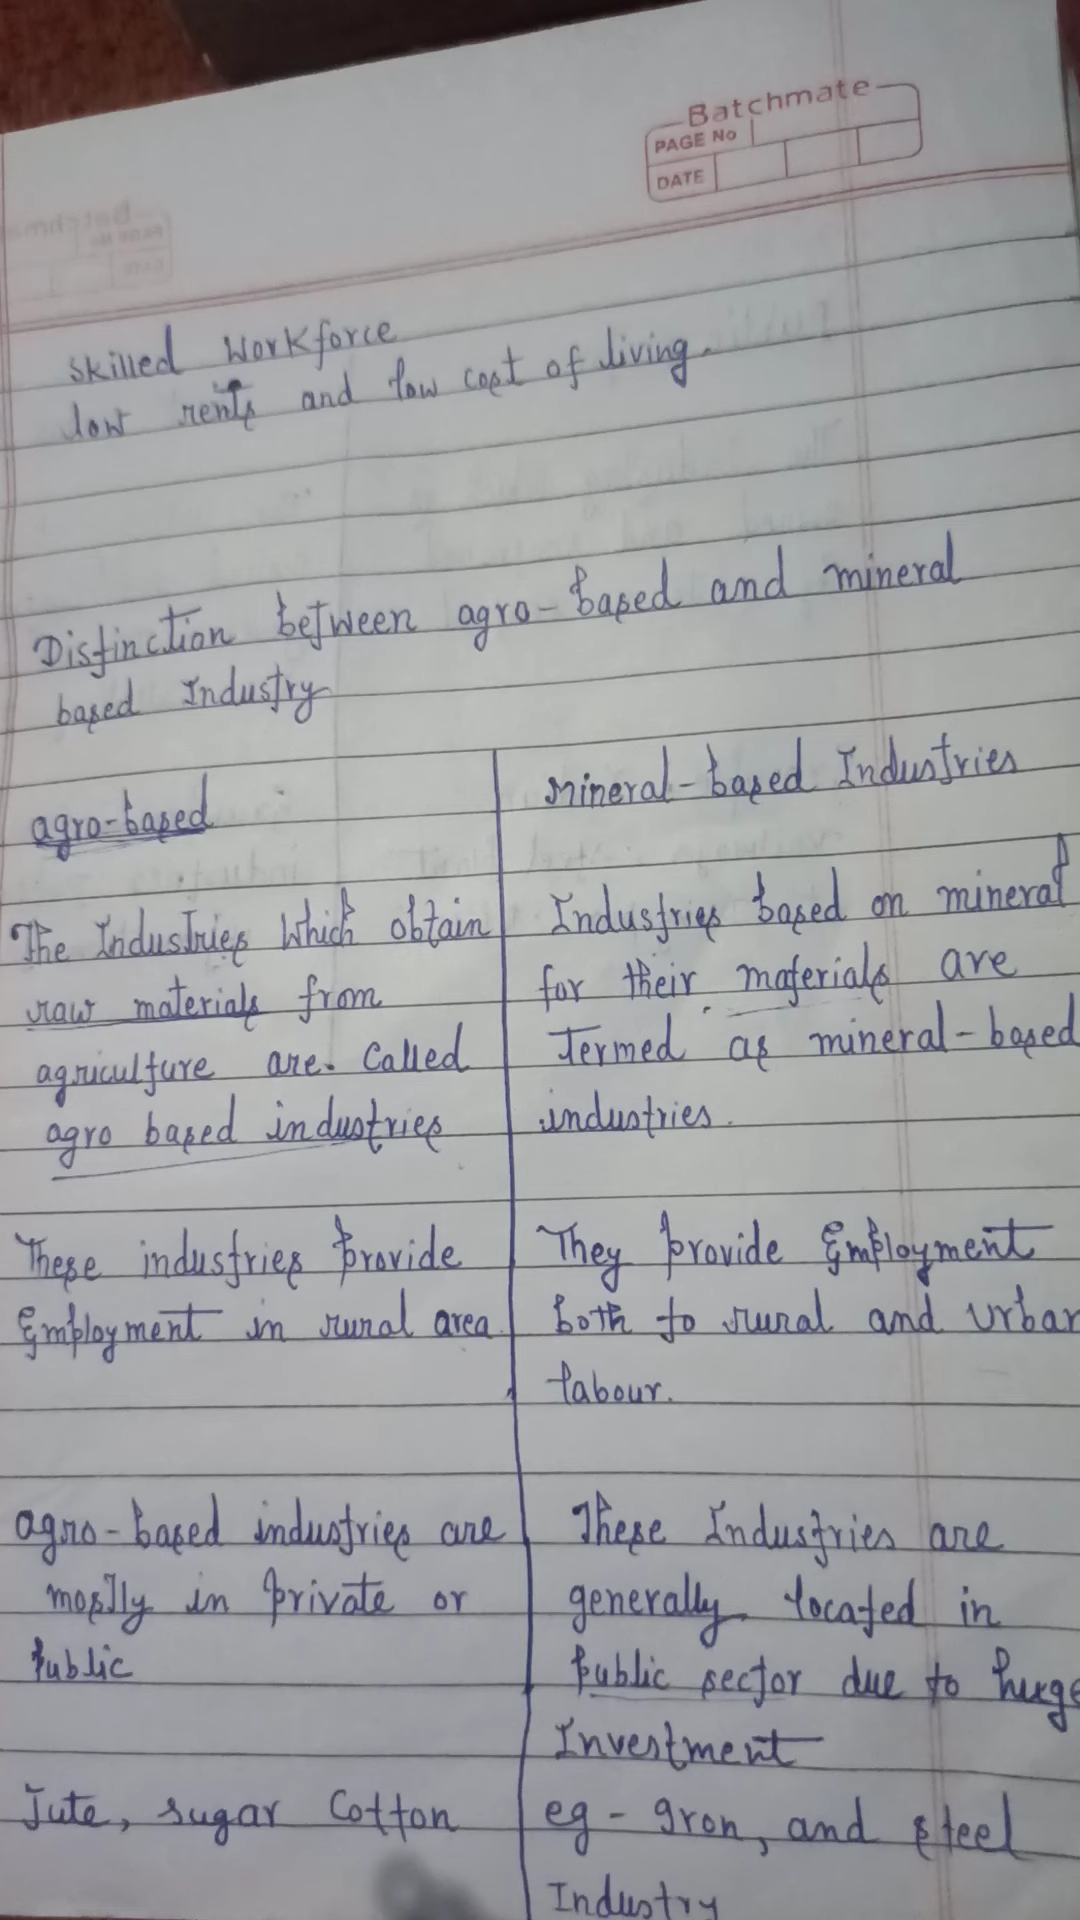 Batchmate
PAGE No
DATE
skilled Workforce
low rents and low cost of living.
Distinction between agro-based and mineral
based Industry
agro-based
The Industries Which obtain
raw materials from
agriculture are. Called
agro based industries
These industries Provide
Employment in rural area
agro-based industries are
mostly in Private or
Public
Jute, sugar Cotton
Mineral-based Industries
Industries based on mineral
for their materials are
Termed as mineral-based
industries.
They Provide Employment
both to rural and Urban
labour.
These Industries are
generally located in
Public sector due to huge
Investment
eg - Iron, and steel
Industry